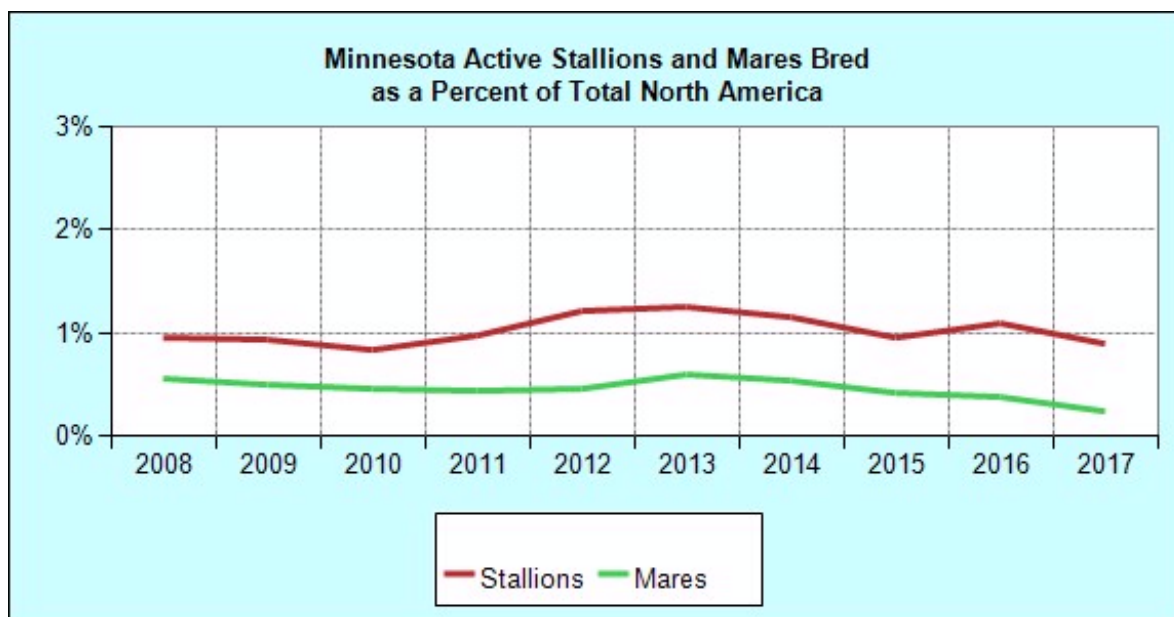 Minnesota Active Stallions and Mares Bred
as a Percent of Total North America
3%
2%
1%
0%
2008 2009 2010 2011 2012 2013 2014 2015 2016 2017
Stallions Mares